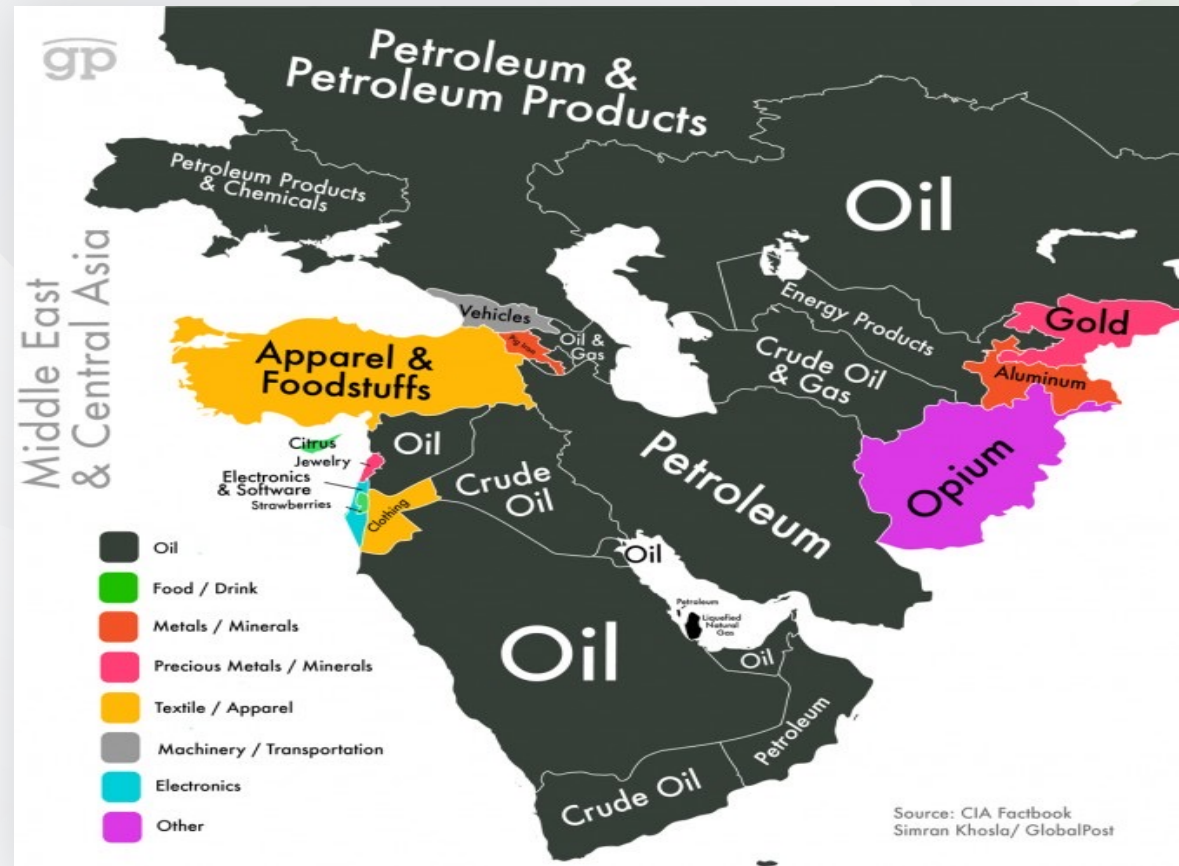 gp
Petroleum &
Petroleum Products
Petroleum Products
& Chemicals
Oil
Middle East
& Central Asia
Vehicles
Pig Iron
Oil &
Gas
Energy Products
Crude Oil
& Gas
Gold
Aluminum
Apparel &
Foodstuffs
Citrus
Jewelry
Electronics
& Software
Strawberries
Oil
Clothing
Crude
Oil
Petroleum
Opium
Oil
Petroleum
Liquefied
Natural
Gas
Oil
Oil
Petroleum
Crude Oil
Oil
Food / Drink
Metals / Minerals
Precious Metals / Minerals
Textile / Apparel
Machinery / Transportation
Electronics
Other
Source: CIA Factbook
Simran Khosla/ GlobalPost